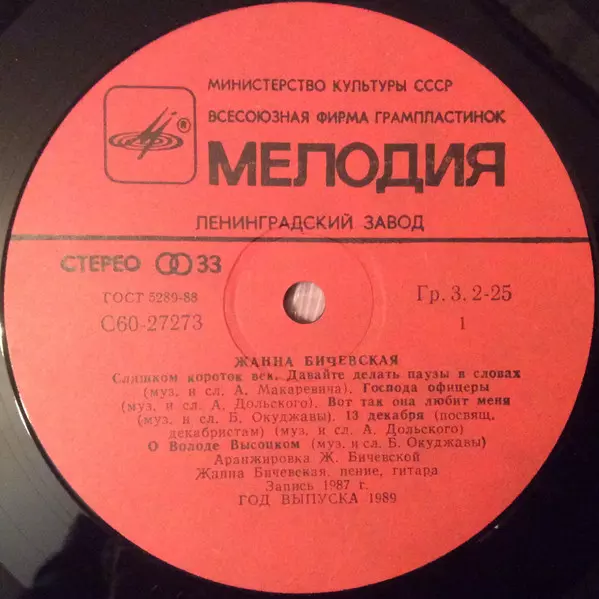 МИНИСТЕРСТВО КУЛЬТУРЫ СССР
ВСЕСОЮЗНАЯ ФИРМА ГРАМПЛАСТИНОК
®
МЕЛОДИЯ
ЛЕНИНГРАДСКИЙ ЗАВОД
СТЕРЕО 33
ГОСТ 5289-88
Гр. 3. 2-25
С60-27273
1
ЖАННА БИЧЕВСКАЯ
Слишком короток век. Давайте делать паузы в словах
(муз. и сл. А. Макаревича). Господа офицеры
(муз. и сл. А. Дольского). Вот так она любит меня
(муз. и сл. Б. Окуджавы). 13 декабря (посвящ.
декабристам) (муз. и сл. А. Дольского)
О Володе Высоцком (муз. и сл. Б. Окуджавы)
Аранжировка Ж. Бичевской
Жанна Бичевская, пение, гитара
Запись 1987 г.
ГОД ВЫПУСКА 1989